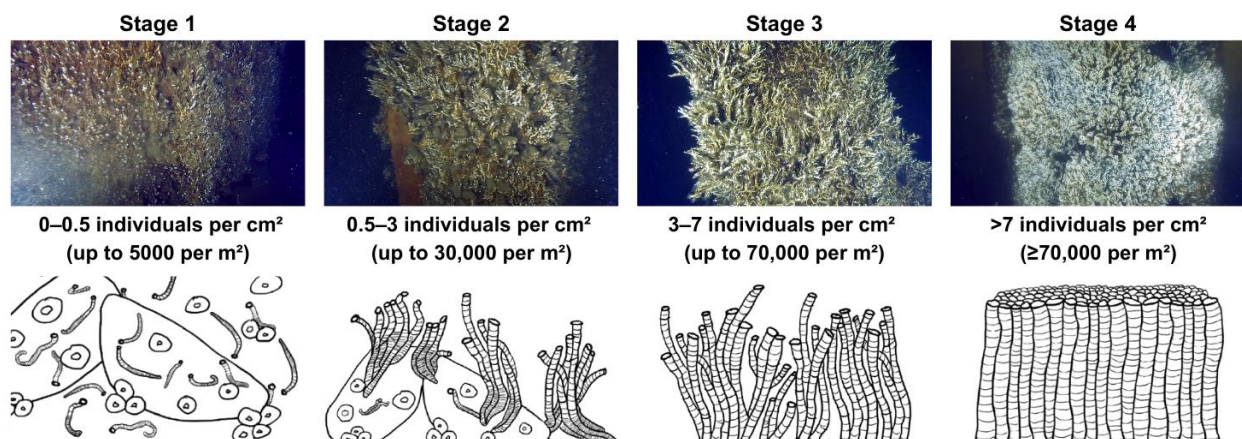 Stage 1
Stage 2
Stage 3
Stage 4
0–0.5 individuals per cm²
(up to 5000 per m²)
0.5–3 individuals per cm²
(up to 30,000 per m²)
3–7 individuals per cm²
(up to 70,000 per m²)
>7 individuals per cm²
(≥70,000 per m²)